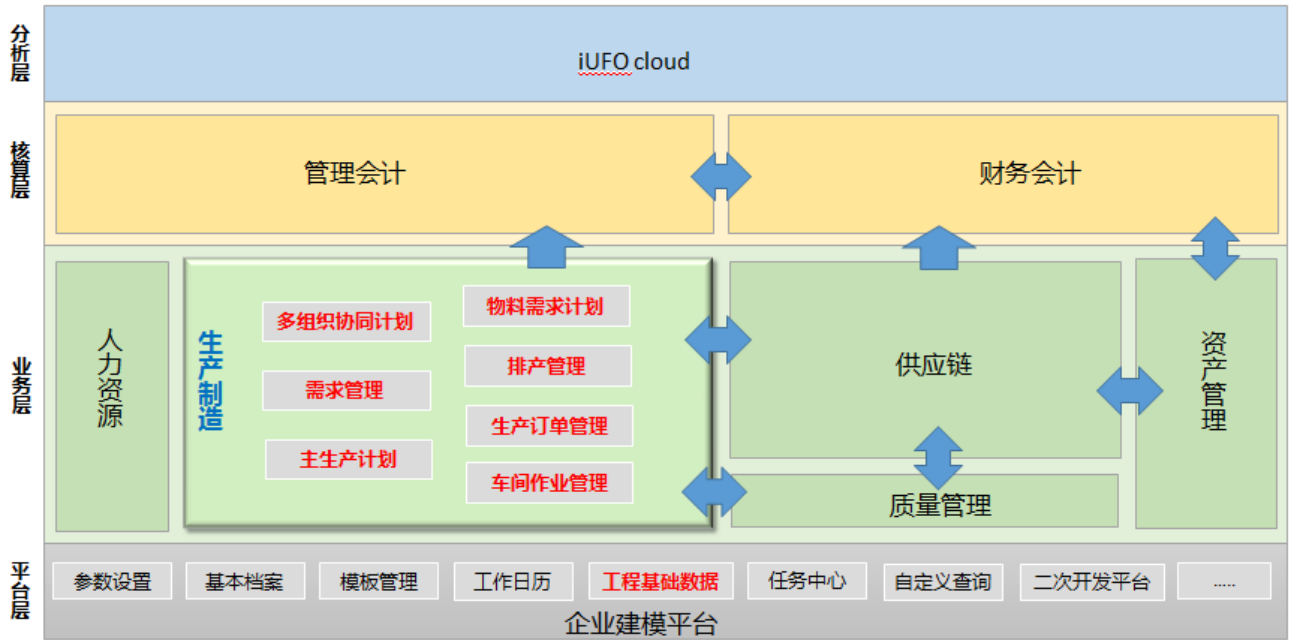 分析层
iUFO cloud
核算层
管理会计
财务会计
业务层
人力资源
生产制造
多组织协同计划
需求管理
主生产计划
物料需求计划
排产管理
生产订单管理
车间作业管理
供应链
质量管理
资产管理
平台层
参数设置
基本档案
模板管理
工作日历
工程基础数据
任务中心
自定义查询
二次开发平台
.....
企业建模平台